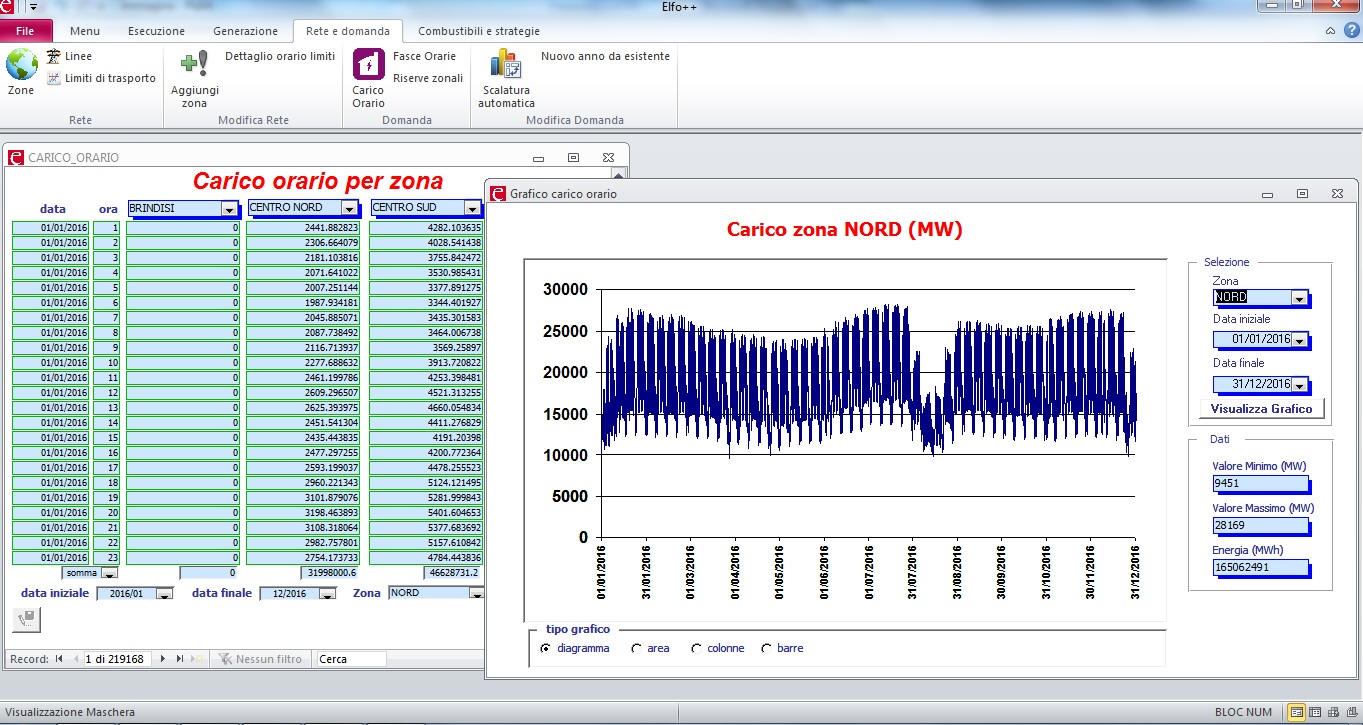 Elfo++
File Menu Esecuzione Generazione Rete e domanda Combustibili e strategie
Zone
Linee
Limiti di trasporto
Rete
Aggiungi zona
Dettaglio orario limiti
Modifica Rete
Carico Orario
Fasce Orarie
Riserve zonali
Domanda
Scalatura automatica
Nuovo anno da esistente
Modifica Domanda
CARICO_ORARIO
Carico orario per zona
data ora BRINDISI CENTRO NORD CENTRO SUD
01/01/2016 1 0 2441.882823 4282.103635
01/01/2016 2 0 2306.664079 4028.541438
01/01/2016 3 0 2181.103816 3755.842472
01/01/2016 4 0 2071.641022 3530.985431
01/01/2016 5 0 2007.251144 3377.891275
01/01/2016 6 0 1987.934181 3344.401927
01/01/2016 7 0 2045.885071 3435.301583
01/01/2016 8 0 2087.738492 3464.006738
01/01/2016 9 0 2116.713937 3569.25897
01/01/2016 10 0 2277.688632 3913.720822
01/01/2016 11 0 2461.199786 4253.398481
01/01/2016 12 0 2609.296507 4521.313255
01/01/2016 13 0 2625.393975 4660.054834
01/01/2016 14 0 2451.541304 4411.276829
01/01/2016 15 0 2435.443835 4191.20398
01/01/2016 16 0 2477.297255 4200.772364
01/01/2016 17 0 2593.199037 4478.255523
01/01/2016 18 0 2960.221343 5124.121495
01/01/2016 19 0 3101.879076 5281.999843
01/01/2016 20 0 3198.463893 5401.604653
01/01/2016 21 0 3108.318064 5377.683692
01/01/2016 22 0 2982.757801 5157.610842
01/01/2016 23 0 2754.173733 4784.443836
somma 0 31998000.6 46628731.2
data iniziale 2016/01 data finale 12/2016 Zona NORD
Record: 1 di 219168 Nessun filtro Cerca
Grafico carico orario
Carico zona NORD (MW)
30000
25000
20000
15000
10000
5000
0
01/01/2016 31/01/2016 01/03/2016 01/04/2016 01/05/2016 01/06/2016 01/07/2016 31/07/2016 31/08/2016 30/09/2016 31/10/2016 30/11/2016 31/12/2016
tipo grafico
diagramma area colonne barre
Selezione
Zona
NORD
Data iniziale
01/01/2016
Data finale
31/12/2016
Visualizza Grafico
Dati
Valore Minimo (MW)
9451
Valore Massimo (MW)
28169
Energia (MWh)
165062491
Visualizzazione Maschera BLOC NUM